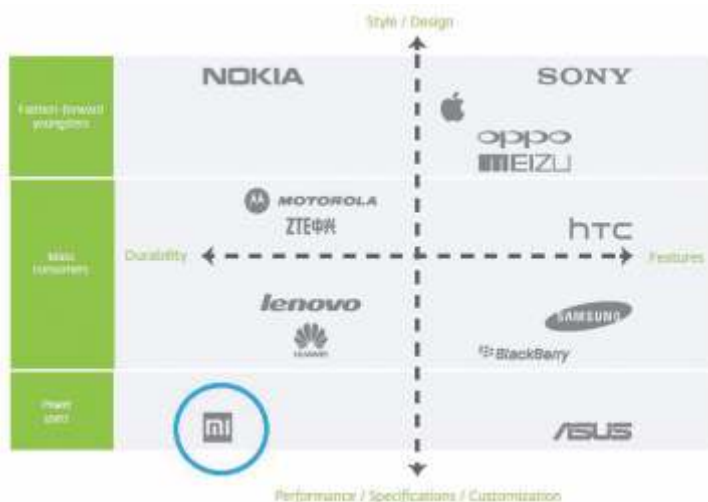 Style / Design
NOKIA
SONY
Fashion-forward
youngsters
oppo
MEIZU
MOTOROLA
ZTE中兴
hTC
Mass
consumers
Durability
Features
lenovo
HUAWEI
SAMSUNG
BlackBerry
Power
users
mi
ASUS
Performance / Specifications / Customization